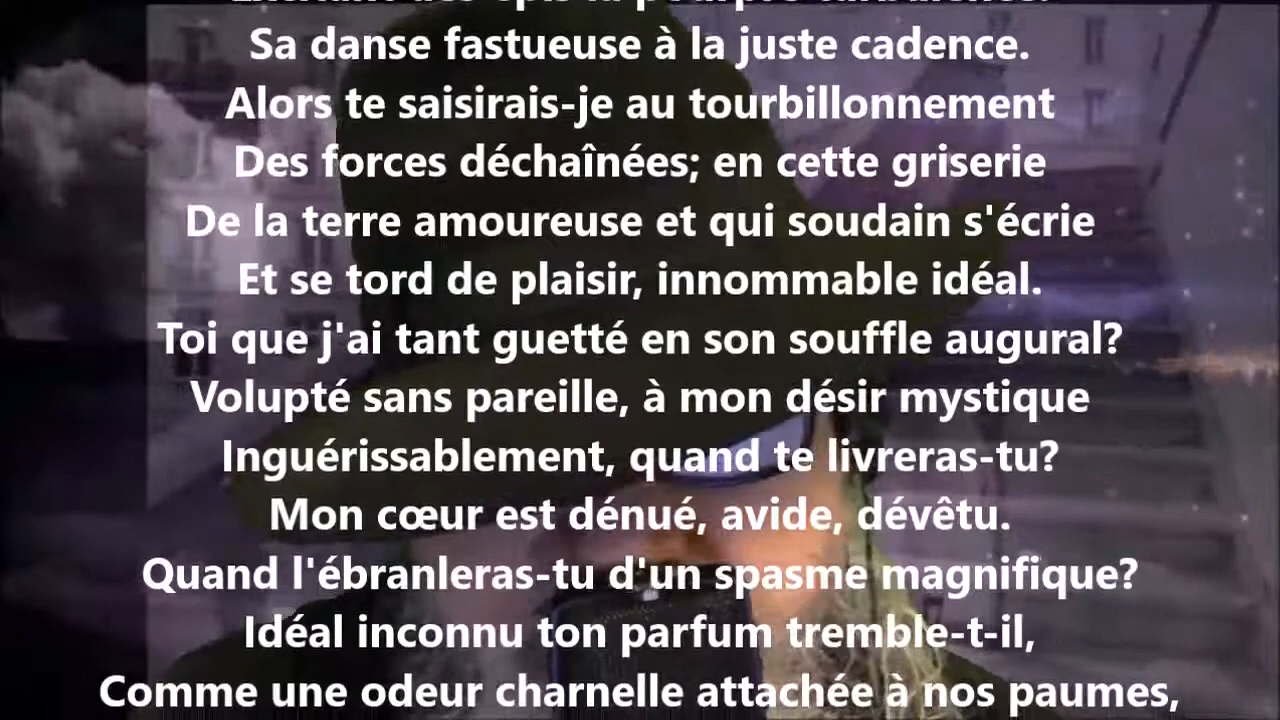 Sa danse fastueuse à la juste cadence.
Alors te saisirais-je au tourbillonnement
Des forces déchaînées; en cette griserie
De la terre amoureuse et qui soudain s'écrie
Et se tord de plaisir, innommable idéal.
Toi que j'ai tant guetté en son souffle augural?
Volupté sans pareille, à mon désir mystique
Inguérissablement, quand te livreras-tu?
Mon cœur est dénué, avide, dévêtu.
Quand l'ébranleras-tu d'un spasme magnifique?
Idéal inconnu ton parfum tremble-t-il,
Comme une odeur charnelle attachée à nos paumes,